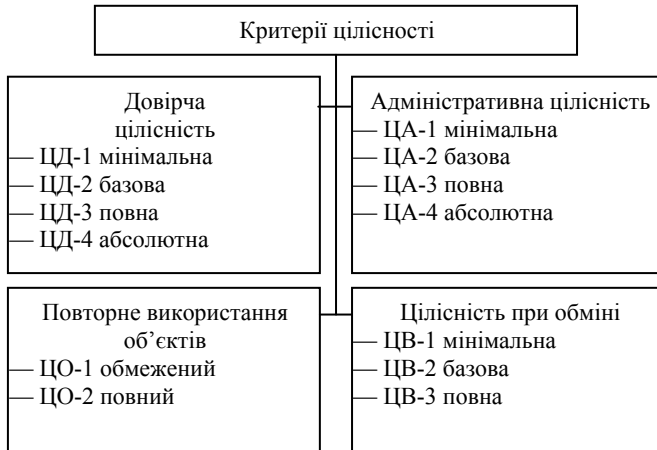 Критерії цілісності
Довірча
цілісність
— ЦД-1 мінімальна
— ЦД-2 базова
— ЦД-3 повна
— ЦД-4 абсолютна
Адміністративна цілісність
— ЦА-1 мінімальна
— ЦА-2 базова
— ЦА-3 повна
— ЦА-4 абсолютна
Повторне використання
об’єктів
— ЦО-1 обмежений
— ЦО-2 повний
Цілісність при обміні
— ЦВ-1 мінімальна
— ЦВ-2 базова
— ЦВ-3 повна